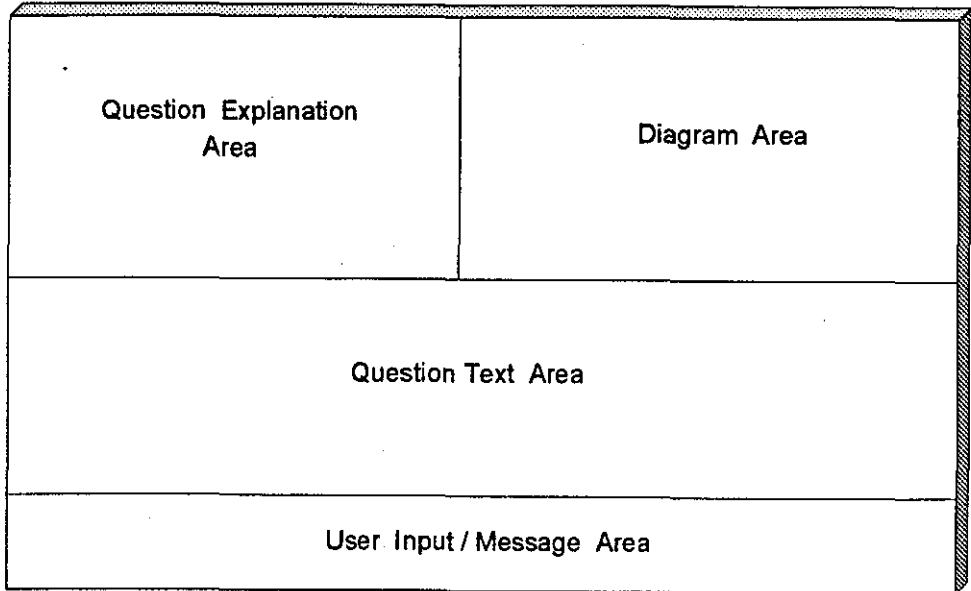 Question Explanation
Area
Diagram Area
Question Text Area
User Input / Message Area